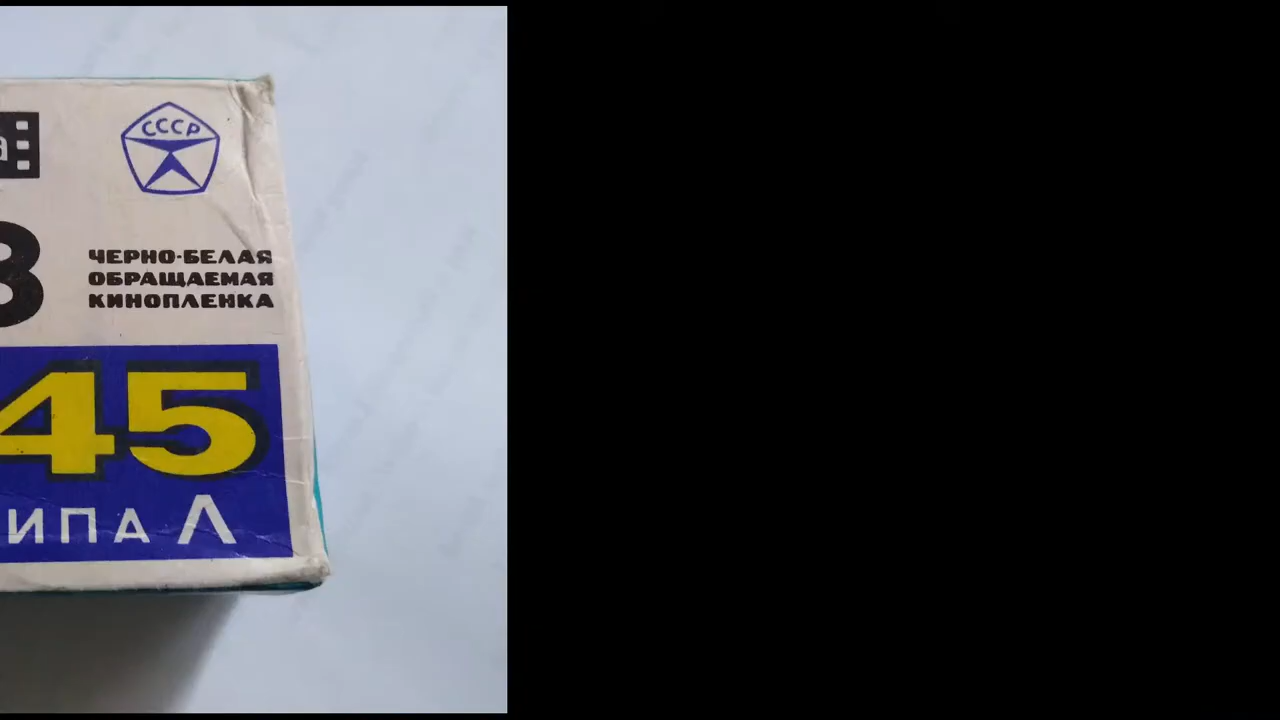 СССР
8
ЧЕРНО-БЕЛАЯ
ОБРАЩАЕМАЯ
КИНОПЛЕНКА
45
ИПА Л